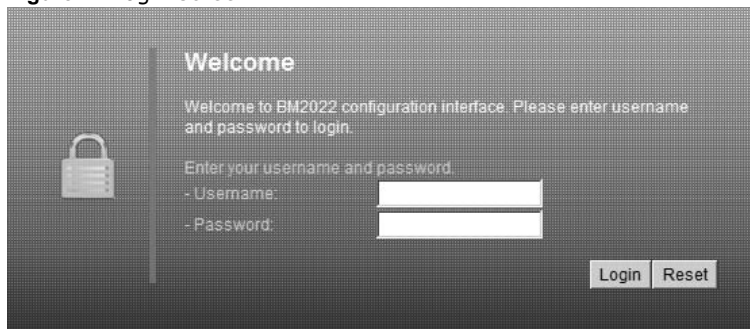 Welcome
Welcome to BM2022 configuration interface. Please enter username
and password to login.
Enter your username and password.
- Username:
- Password:
Login Reset